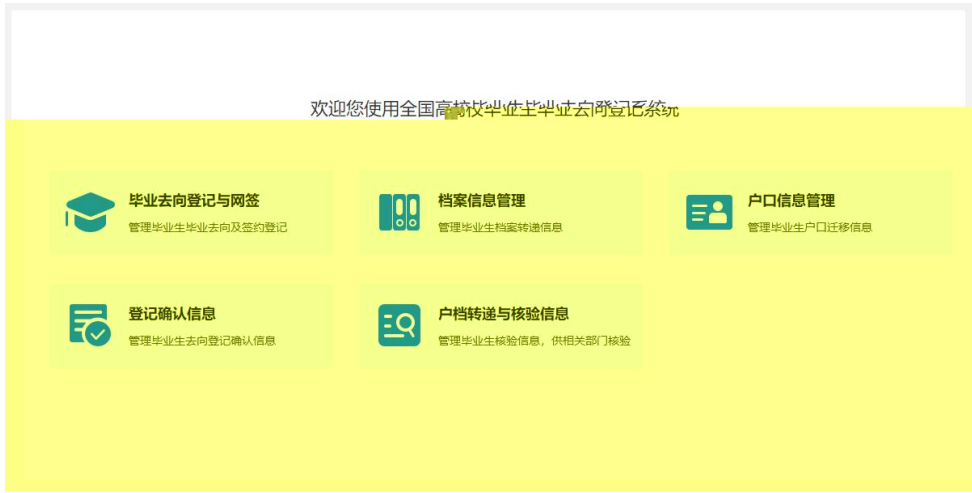 欢迎您使用全国高校毕业生毕业去向登记系统
毕业去向登记与网签
管理毕业生毕业去向及签约登记
档案信息管理
管理毕业生档案转递信息
户口信息管理
管理毕业生户口迁移信息
登记确认信息
管理毕业生去向登记确认信息
户档转递与核验信息
管理毕业生核验信息，供相关部门核验